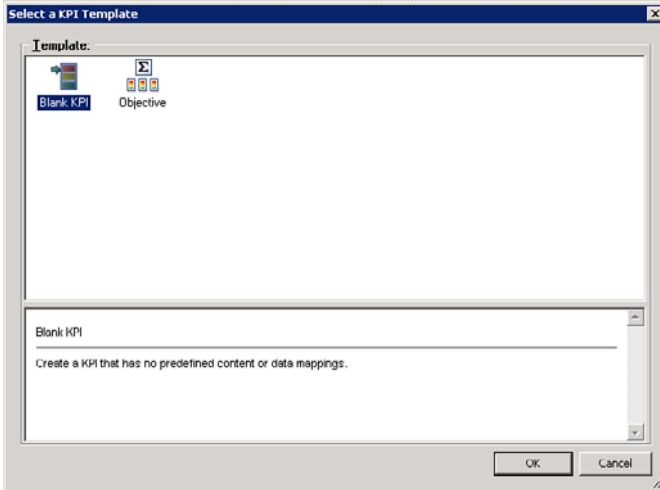 Select a KPI Template
Template:
Σ
Blank KPI Objective
Blank KPI
Create a KPI that has no predefined content or data mappings.
OK Cancel